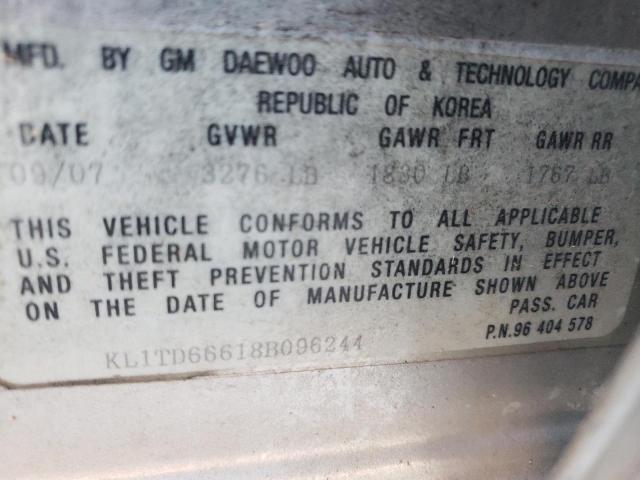 MFD. BY GM DAEWOO AUTO & TECHNOLOGY COMPA
REPUBLIC OF KOREA
DATE GVWR GAWR FRT GAWR RR
09/07 3276 LB 1830 LB 1767 LB
THIS VEHICLE CONFORMS TO ALL APPLICABLE
U.S. FEDERAL MOTOR VEHICLE SAFETY, BUMPER,
AND THEFT PREVENTION STANDARDS IN EFFECT
ON THE DATE OF MANUFACTURE SHOWN ABOVE
PASS. CAR
P.N.96 404 578
KL1TD66618B096244